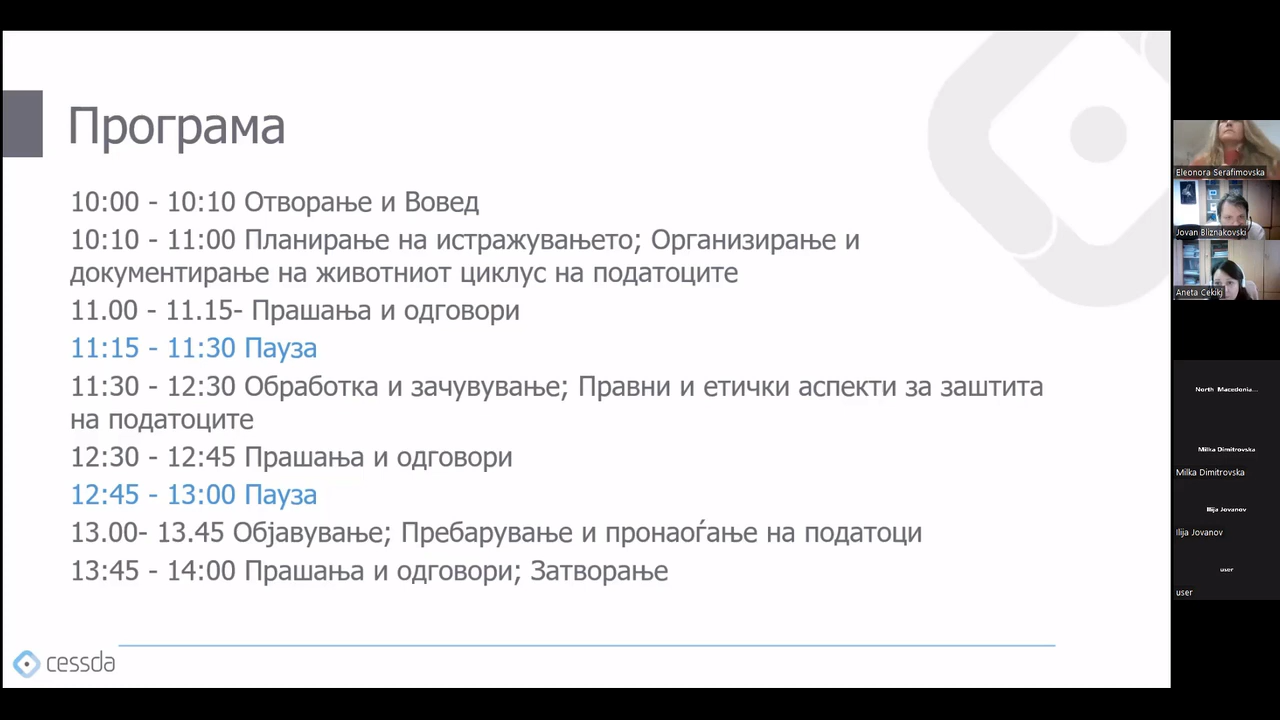 Програма
10:00 - 10:10 Отворање и Вовед
10:10 - 11:00 Планирање на истражувањето; Организирање и
документирање на животниот циклус на податоците
11.00 - 11.15- Прашања и одговори
11:15 - 11:30 Пауза
11:30 - 12:30 Обработка и зачувување; Правни и етички аспекти за заштита
на податоците
12:30 - 12:45 Прашања и одговори
12:45 - 13:00 Пауза
13.00- 13.45 Објавување; Пребарување и пронаоѓање на податоци
13:45 - 14:00 Прашања и одговори; Затворање
cessda
Eleonora Serafimovska
Jovan Bliznakovski
Aneta Cekikj
North Macedonia...
Milka Dimitrovska
Milka Dimitrovska
Ilija Jovanov
Ilija Jovanov
user
user